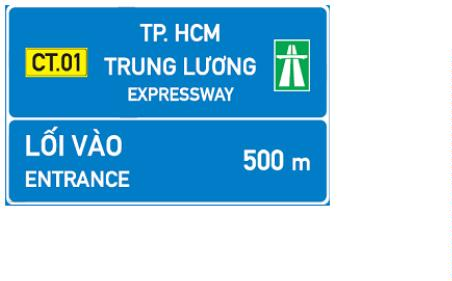 TP. HCM
CT.01
TRUNG LƯƠNG
EXPRESSWAY
LỐI VÀO
500 m
ENTRANCE